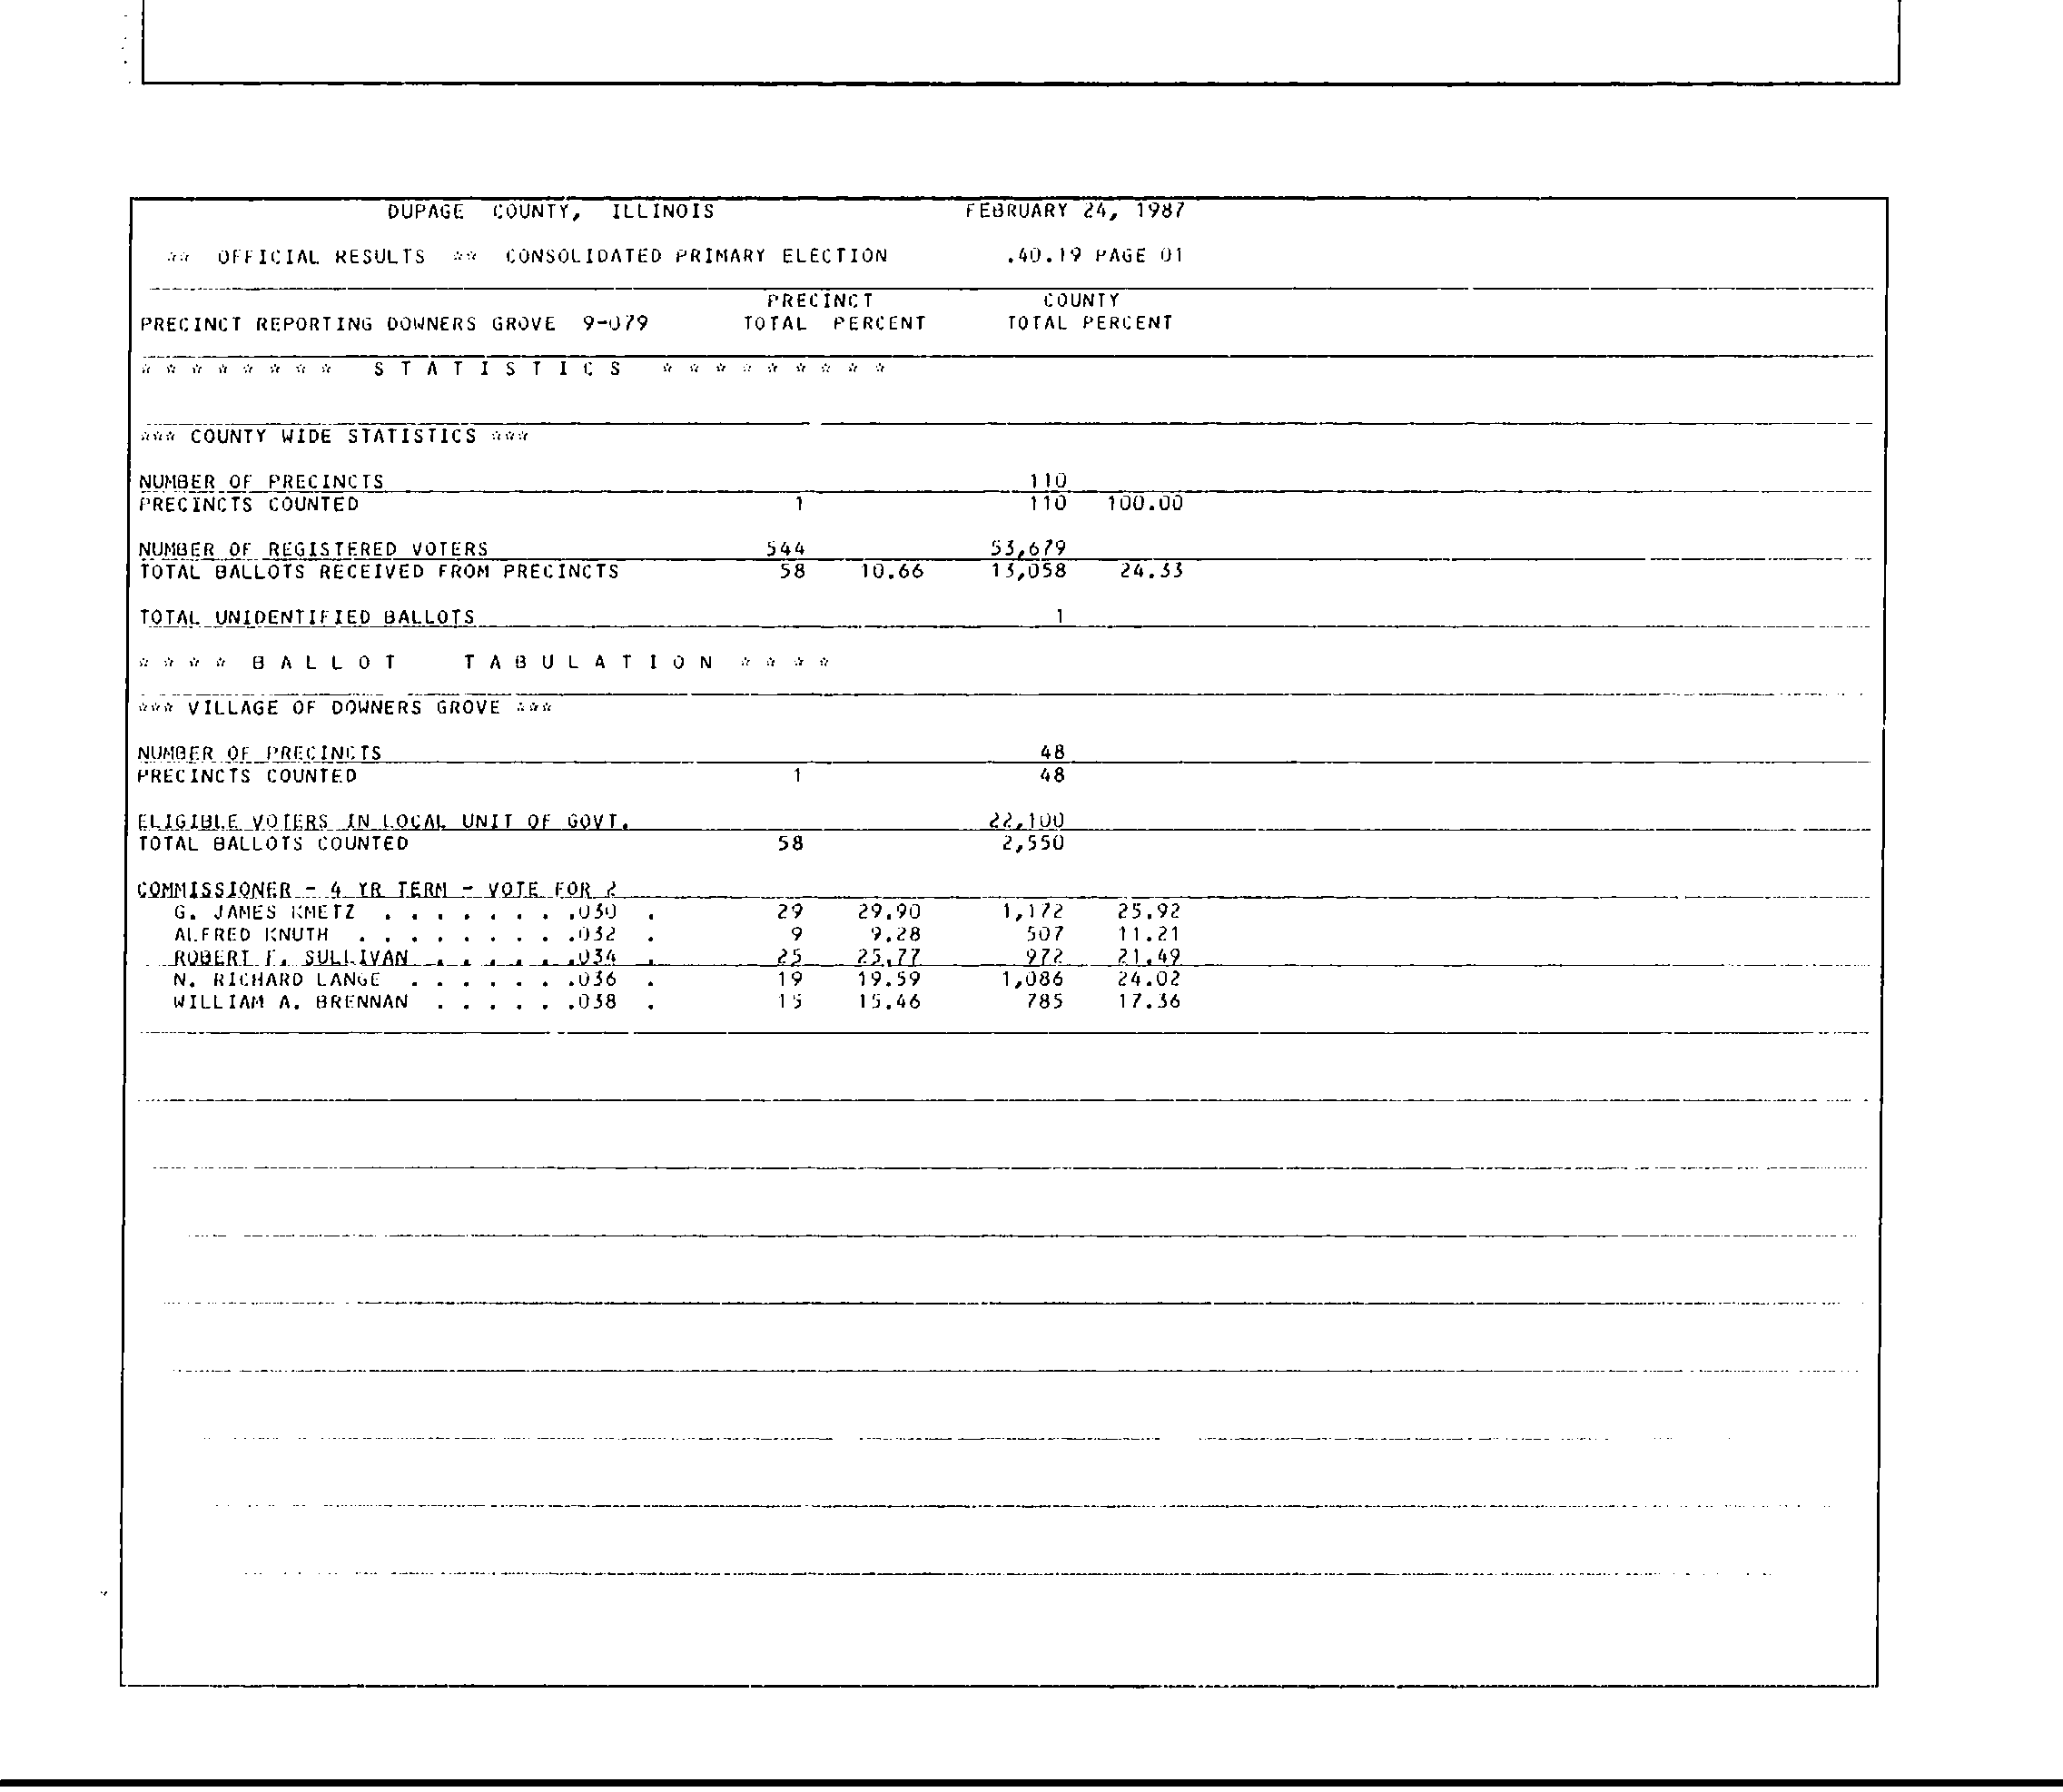 DUPAGE COUNTY, ILLINOIS FEBRUARY 24, 1987
** OFFICIAL RESULTS ** CONSOLIDATED PRIMARY ELECTION .40.19 PAGE 01
PRECINCT COUNTY
PRECINCT REPORTING DOWNERS GROVE 9-079 TOTAL PERCENT TOTAL PERCENT
* * * * * * * * S T A T I S T I C S * * * * * * * * *
*** COUNTY WIDE STATISTICS ***
NUMBER OF PRECINCTS 110
PRECINCTS COUNTED 1 110 100.00
NUMBER OF REGISTERED VOTERS 544 53,679
TOTAL BALLOTS RECEIVED FROM PRECINCTS 58 10.66 13,058 24.33
TOTAL UNIDENTIFIED BALLOTS 1
* * * * B A L L O T T A B U L A T I O N * * * *
*** VILLAGE OF DOWNERS GROVE ***
NUMBER OF PRECINCTS 48
PRECINCTS COUNTED 1 48
ELIGIBLE VOTERS IN LOCAL UNIT OF GOVT. 22,100
TOTAL BALLOTS COUNTED 58 2,550
COMMISSIONER - 4 YR TERM - VOTE FOR 2
G. JAMES KMETZ . . . . . . . .030 . 29 29.90 1,172 25.92
ALFRED KNUTH . . . . . . . . .032 . 9 9.28 507 11.21
ROBERT F. SULLIVAN . . . . . .034 . 25 25.77 972 21.49
N. RICHARD LANGE . . . . . . .036 . 19 19.59 1,086 24.02
WILLIAM A. BRENNAN . . . . . .038 . 15 15.46 785 17.36